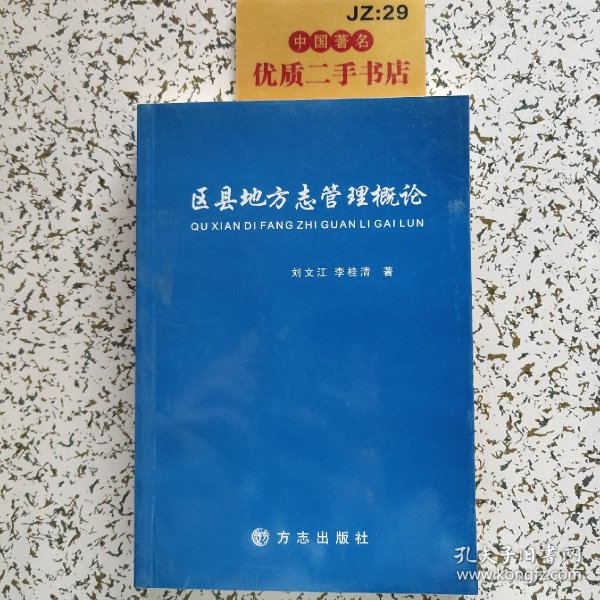 JZ:29
中国著名
优质二手书店
区县地方志管理概论
QU XIAN DI FANG ZHI GUAN LI GAI LUN
刘文江 李桂清 著
方志出版社
孔夫子旧书网
www.kongfz.com